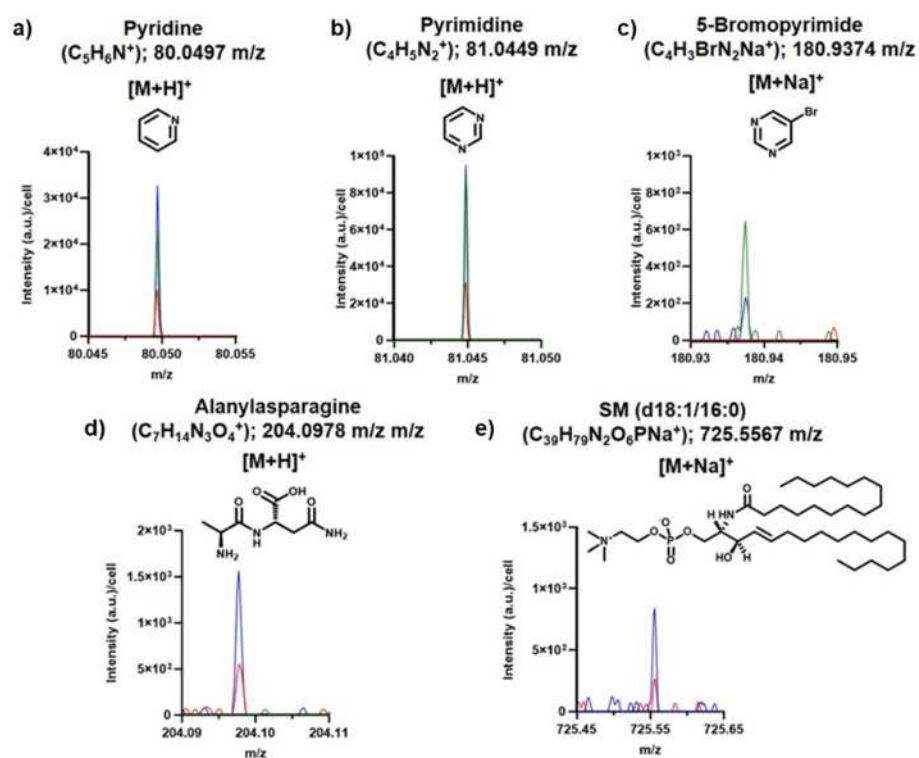 a)
Pyridine
(C₅H₆N⁺); 80.0497 m/z
[M+H]⁺
N
Intensity (a.u.)/cell
4×10⁴
3×10⁴
2×10⁴
1×10⁴
0
80.045
80.050
80.055
m/z
b)
Pyrimidine
(C₄H₅N₂⁺); 81.0449 m/z
[M+H]⁺
N
N
Intensity (a.u.)/cell
1×10⁵
8×10⁴
6×10⁴
4×10⁴
2×10⁴
0
81.040
81.045
81.050
m/z
c)
5-Bromopyrimide
(C₄H₃BrN₂Na⁺); 180.9374 m/z
[M+Na]⁺
Br
N
N
Intensity (a.u.)/cell
1×10³
8×10²
6×10²
4×10²
2×10²
0
180.93
180.94
180.95
m/z
d)
Alanylasparagine
(C₇H₁₄N₃O₄⁺); 204.0978 m/z m/z
[M+H]⁺
O
OH
O
O
N
H
NH₂
NH₂
Intensity (a.u.)/cell
2×10³
1.5×10³
1×10³
5×10²
0
204.09
204.10
204.11
m/z
e)
SM (d18:1/16:0)
(C₃₉H₇₉N₂O₆PNa⁺); 725.5567 m/z
[M+Na]⁺
O
H NH
N⁺
O
O⁻
P
O
O
HO
H
Intensity (a.u.)/cell
1.5×10³
1×10³
5×10²
0
725.45
725.55
725.65
m/z